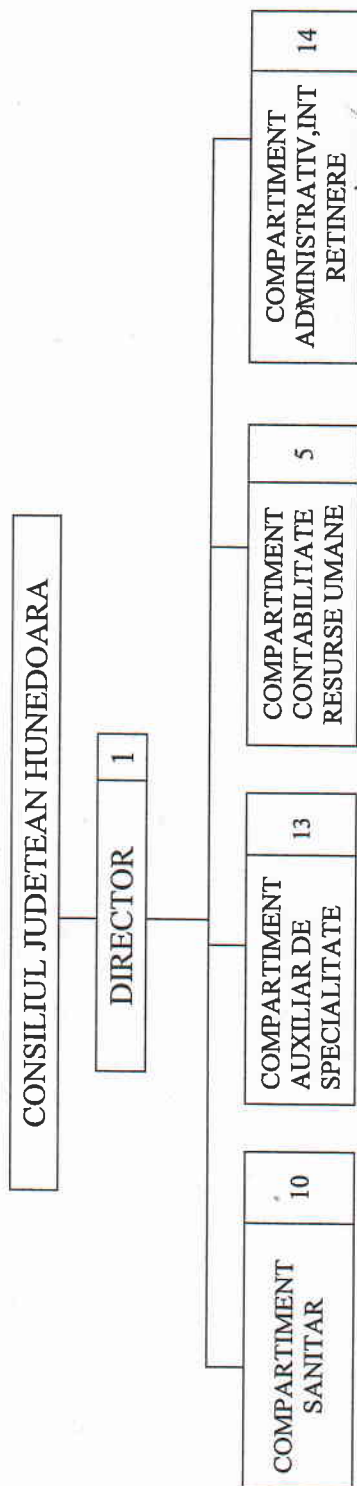 CONSILIUL JUDETEAN HUNEDOARA
DIRECTOR
1
COMPARTIMENT
SANITAR
10
COMPARTIMENT
AUXILIAR DE
SPECIALITATE
13
COMPARTIMENT
CONTABILITATE
RESURSE UMANE
5
COMPARTIMENT
ADMINISTRATIV,INT
RETINERE
14